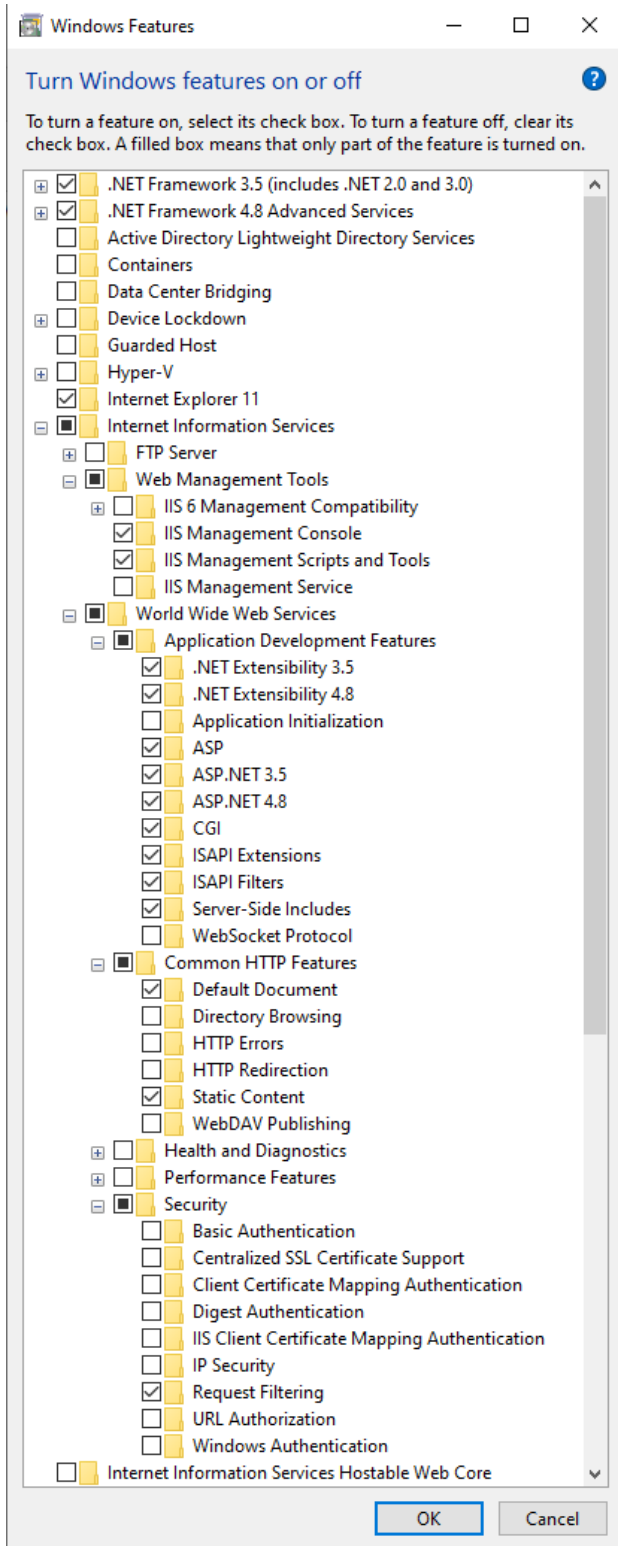 Windows Features
Turn Windows features on or off
?
To turn a feature on, select its check box. To turn a feature off, clear its
check box. A filled box means that only part of the feature is turned on.
.NET Framework 3.5 (includes .NET 2.0 and 3.0)
.NET Framework 4.8 Advanced Services
Active Directory Lightweight Directory Services
Containers
Data Center Bridging
Device Lockdown
Guarded Host
Hyper-V
Internet Explorer 11
Internet Information Services
FTP Server
Web Management Tools
IIS 6 Management Compatibility
IIS Management Console
IIS Management Scripts and Tools
IIS Management Service
World Wide Web Services
Application Development Features
.NET Extensibility 3.5
.NET Extensibility 4.8
Application Initialization
ASP
ASP.NET 3.5
ASP.NET 4.8
CGI
ISAPI Extensions
ISAPI Filters
Server-Side Includes
WebSocket Protocol
Common HTTP Features
Default Document
Directory Browsing
HTTP Errors
HTTP Redirection
Static Content
WebDAV Publishing
Health and Diagnostics
Performance Features
Security
Basic Authentication
Centralized SSL Certificate Support
Client Certificate Mapping Authentication
Digest Authentication
IIS Client Certificate Mapping Authentication
IP Security
Request Filtering
URL Authorization
Windows Authentication
Internet Information Services Hostable Web Core
OK Cancel